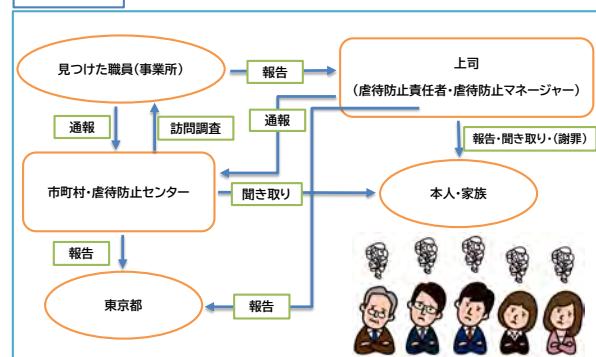 見つけた職員(事業所)
報告
上司
(虐待防止責任者・虐待防止マネージャー)
通報
訪問調査
通報
報告・聞き取り・(謝罪)
市町村・虐待防止センター
聞き取り
本人・家族
報告
東京都
報告